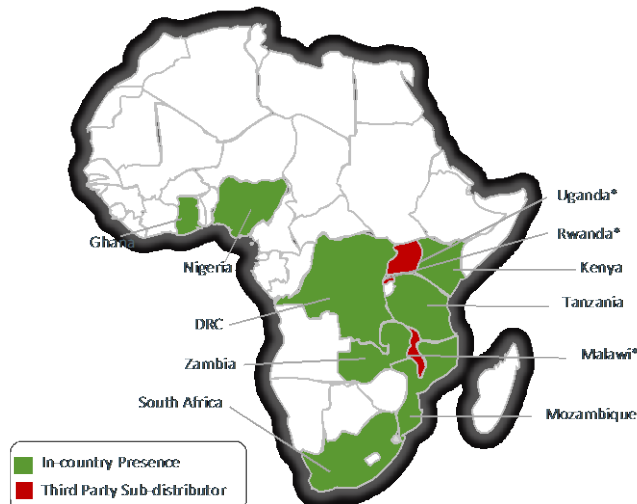 Uganda*
Rwanda*
Ghana
Nigeria
Kenya
Tanzania
DRC
Zambia
Malawi*
South Africa
Mozambique
In-country Presence
Third Party Sub-distributor